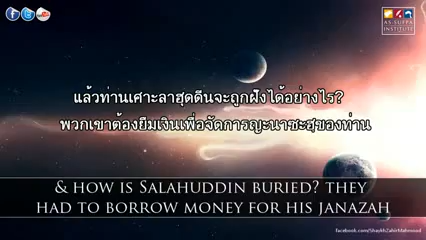 AS-SUFFA
INSTITUTE
แล้วท่านเศาะลาฮุดดีนจะถูกฝังได้อย่างไร?
พวกเขาต้องยืมเงินเพื่อจัดการญะนาซะฮฺของท่าน
& HOW IS SALAHUDDIN BURIED? THEY
HAD TO BORROW MONEY FOR HIS JANAZAH
facebook.com/ShaykhZahirMahmood